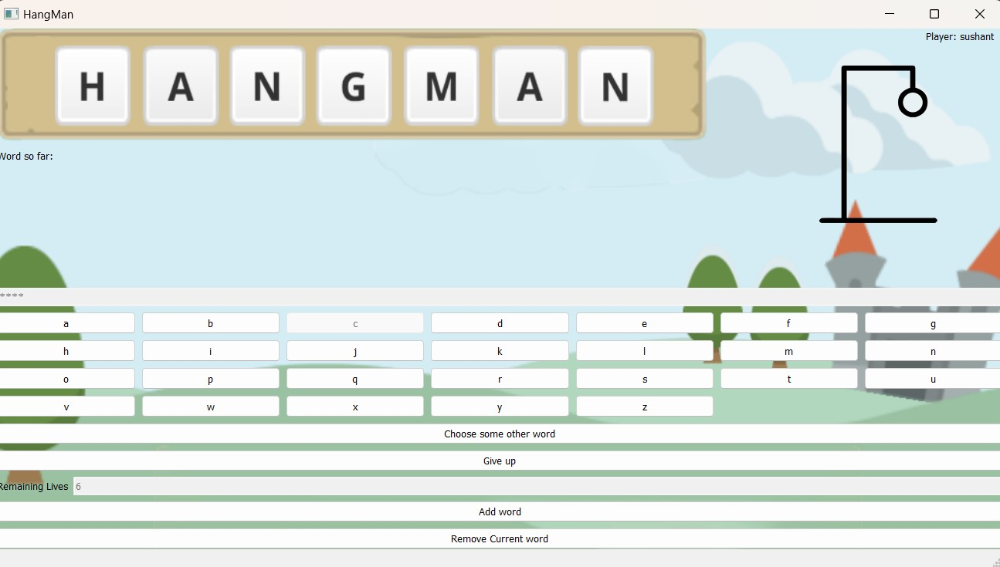 HangMan
Player: sushant
H A N G M A N
Word so far:
****
a b c d e f g
h i j k l m n
o p q r s t u
v w x y z
Choose some other word
Give up
Remaining Lives 6
Add word
Remove Current word